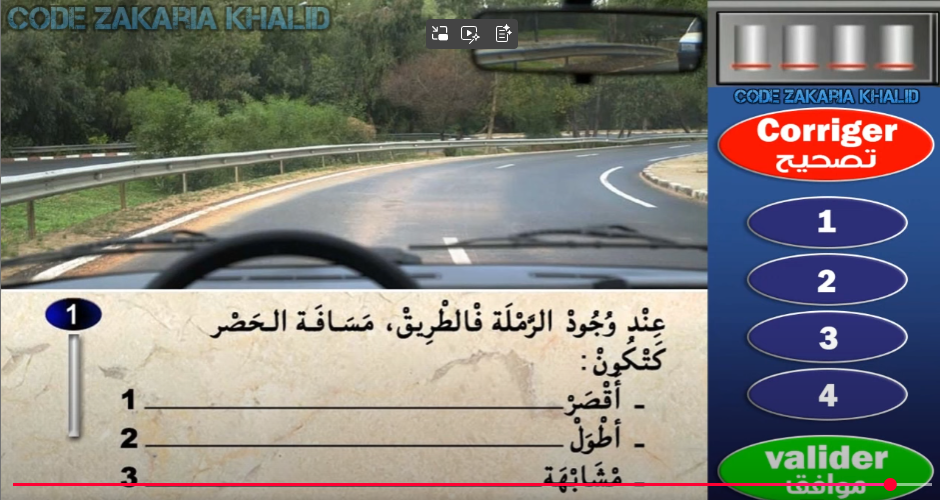 CODE ZAKARIA KHALID
CODE ZAKARIA KHALID
Corriger
تصحيح
1
2
3
4
valider
موافق
1
عِنْد وُجُودْ الرَّمْلَة فْالطْرِيقْ، مَسَافَة الحَصْر
كَتْكُونْ:
- أَقْصَرْ 1
- أطْوَلْ 2
- مْشَابْهَة 3